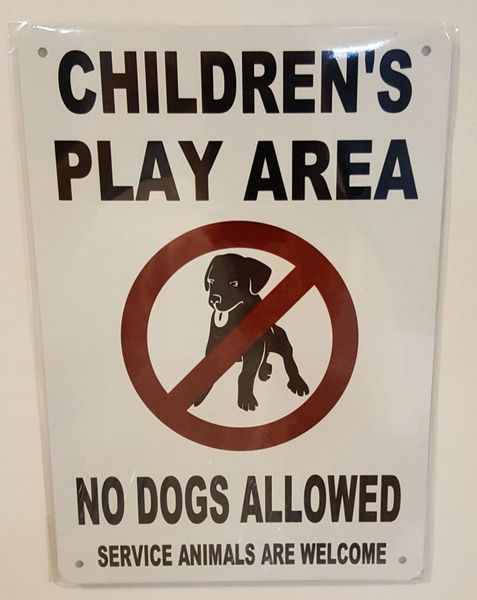 CHILDREN'S
PLAY AREA
NO DOGS ALLOWED
SERVICE ANIMALS ARE WELCOME